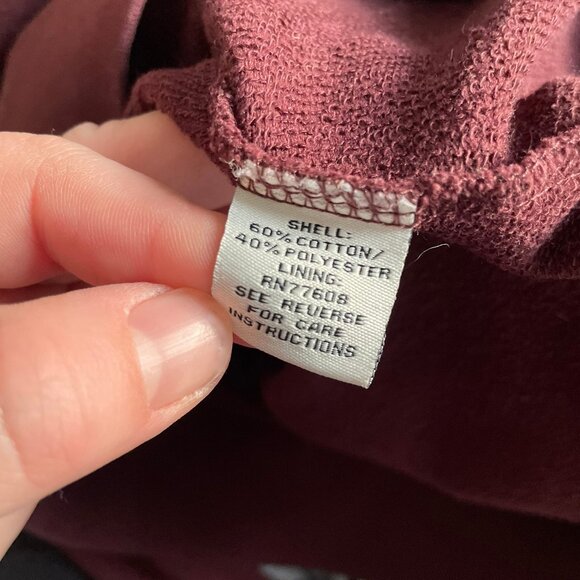 SHELL:
60% COTTON/
40% POLYESTER
LINING:
RN77608
SEE REVERSE
FOR CARE
INSTRUCTIONS